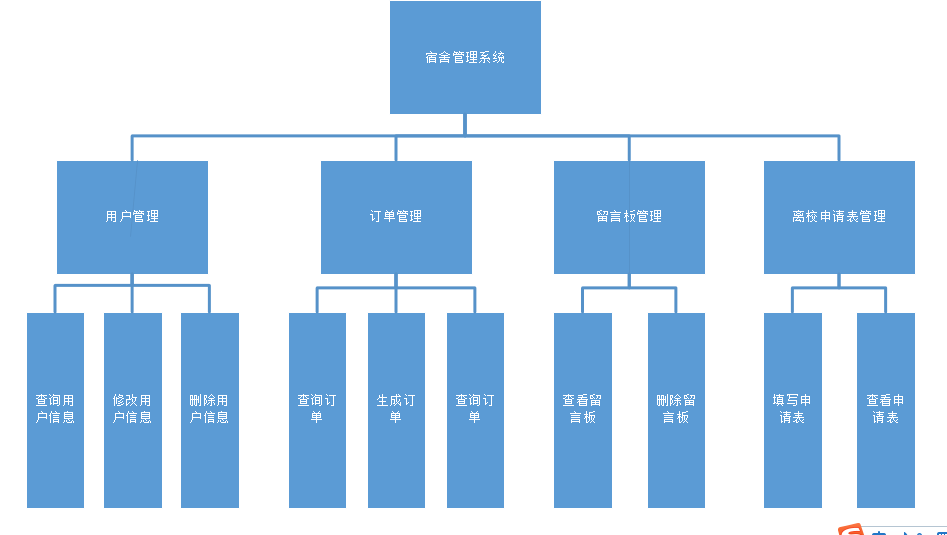 宿舍管理系统
用户管理
订单管理
留言板管理
离校申请表管理
查询用
户信息
修改用
户信息
删除用
户信息
查询订
单
生成订
单
查询订
单
查看留
言板
删除留
言板
填写申
请表
查看申
请表